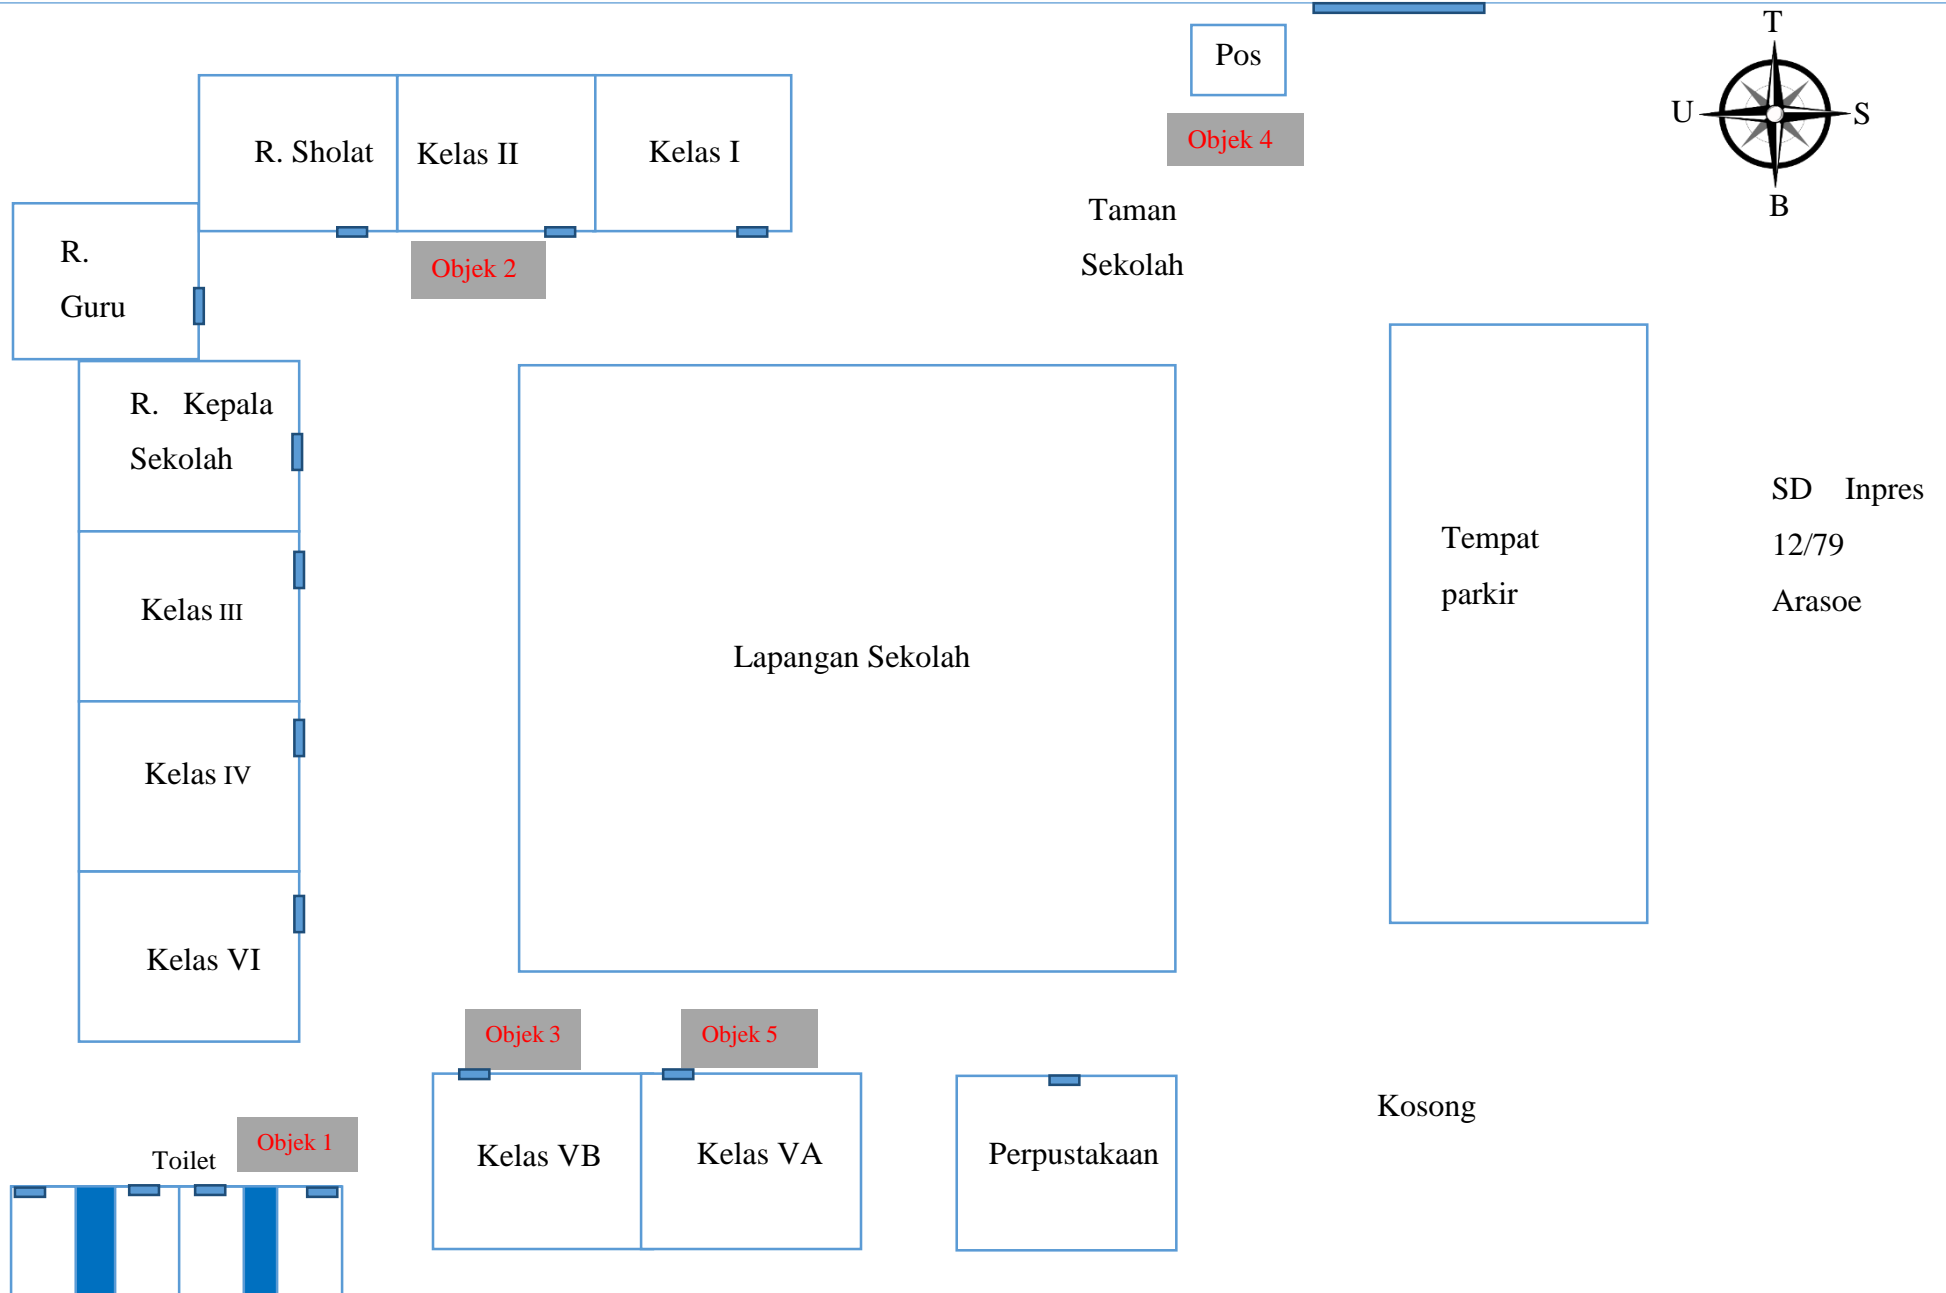 T
Pos
U
S
Objek 4
R. Sholat
Kelas II
Kelas I
B
Taman
Sekolah
R.
Guru
Objek 2
R. Kepala
Sekolah
SD Inpres
12/79
Arasoe
Tempat
parkir
Kelas III
Lapangan Sekolah
Kelas IV
Kelas VI
Objek 3
Objek 5
Kosong
Objek 1
Toilet
Kelas VB
Kelas VA
Perpustakaan